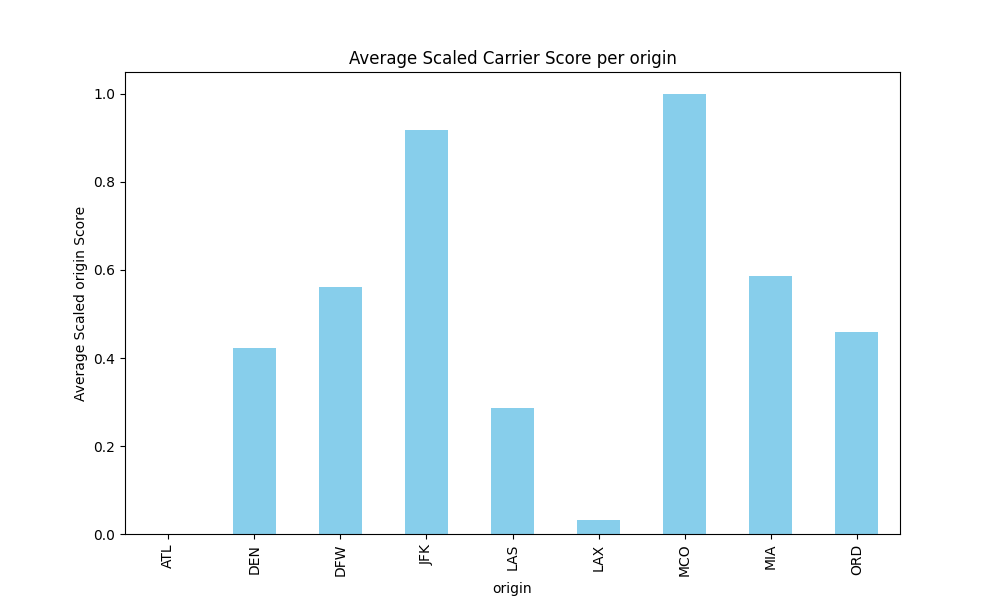 Average Scaled Carrier Score per origin
Average Scaled origin Score
1.0
0.8
0.6
0.4
0.2
0.0
ATL
DEN
DFW
JFK
LAS
LAX
MCO
MIA
ORD
origin